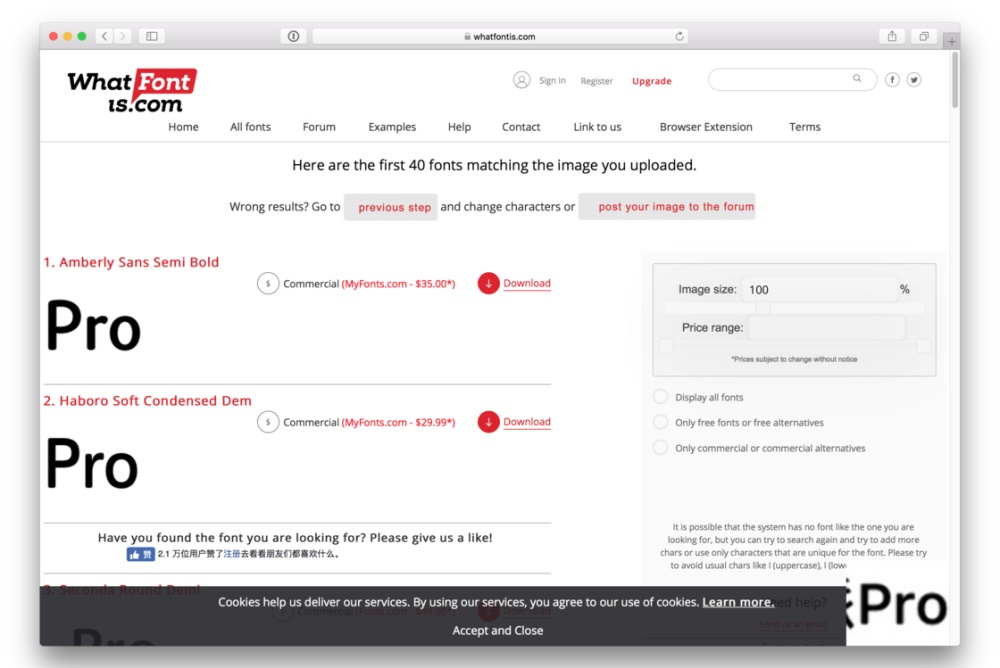 whatfontis.com
What Font
is.com
Sign in Register Upgrade
Home All fonts Forum Examples Help Contact Link to us Browser Extension Terms
Here are the first 40 fonts matching the image you uploaded.
Wrong results? Go to previous step and change characters or post your image to the forum
1. Amberly Sans Semi Bold
$ Commercial (MyFonts.com - $35.00*) Download
Pro
2. Haboro Soft Condensed Dem
$ Commercial (MyFonts.com - $29.99*) Download
Pro
Have you found the font you are looking for? Please give us a like!
赞 2.1 万位用户赞了注册去看看朋友们都喜欢什么。
3. Seconda Round Demi
Pro
Image size: 100 %
Price range:
*Prices subject to change without notice
Display all fonts
Only free fonts or free alternatives
Only commercial or commercial alternatives
It is possible that the system has no font like the one you are
looking for, but you can try to search again and try to add more
chars or use only characters that are unique for the font. Please try
to avoid usual chars like I (uppercase), l (low
need help?
Send us an email
Pro
Cookies help us deliver our services. By using our services, you agree to our use of cookies. Learn more.
Accept and Close